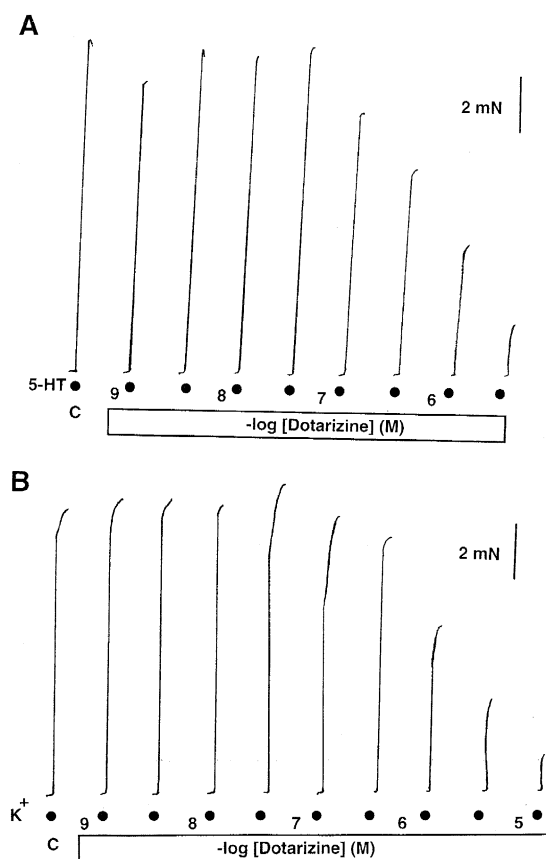 A
2 mN
5-HT
9 8 7 6
C
-log [Dotarizine] (M)
B
2 mN
K+
9 8 7 6 5
C
-log [Dotarizine] (M)